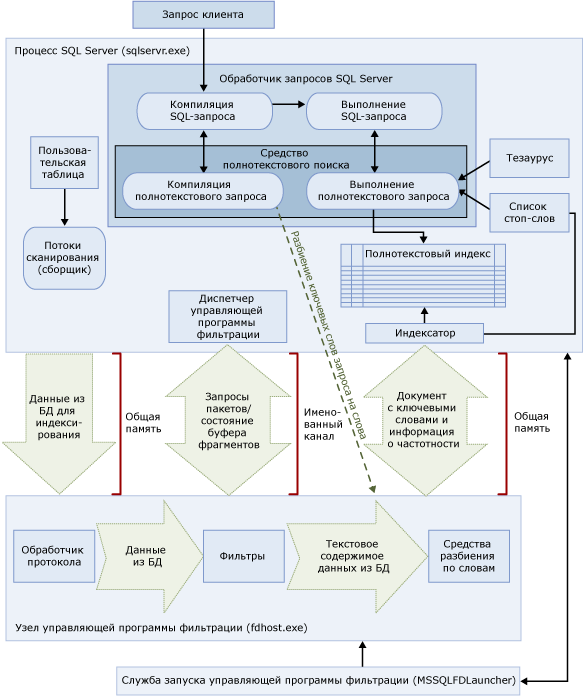 Запрос клиента
Процесс SQL Server (sqlservr.exe)
Обработчик запросов SQL Server
Компиляция
SQL-запроса
Выполнение
SQL-запроса
Средство
полнотекстового поиска
Компиляция
полнотекстового запроса
Выполнение
полнотекстового запроса
Пользова-
тельская
таблица
Тезаурус
Список
стоп-слов
Потоки
сканирования
(сборщик)
Полнотекстовый индекс
Диспетчер
управляющей
программы
фильтрации
Индексатор
Разбиение ключевых слов запроса на слова
Данные из
БД для
индекси-
рования
Общая
память
Запросы
пакетов/
состояние
буфера
фрагментов
Имено-
ванный
канал
Документ
с ключевыми
словами и
информация
о частотности
Общая
память
Обработчик
протокола
Данные
из БД
Фильтры
Текстовое
содержимое
данных из БД
Средства
разбиения
по словам
Узел управляющей программы фильтрации (fdhost.exe)
Служба запуска управляющей программы фильтрации (MSSQLFDLauncher)